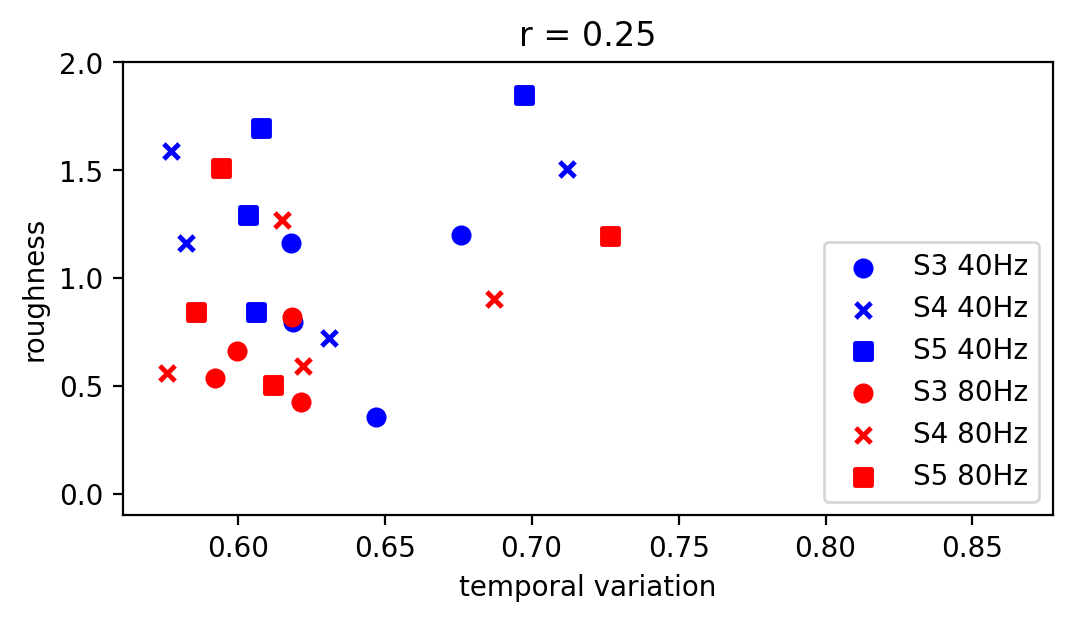 r = 0.25
2.0
1.5
1.0
0.5
0.0
roughness
S3 40Hz
S4 40Hz
S5 40Hz
S3 80Hz
S4 80Hz
S5 80Hz
0.60 0.65 0.70 0.75 0.80 0.85
temporal variation